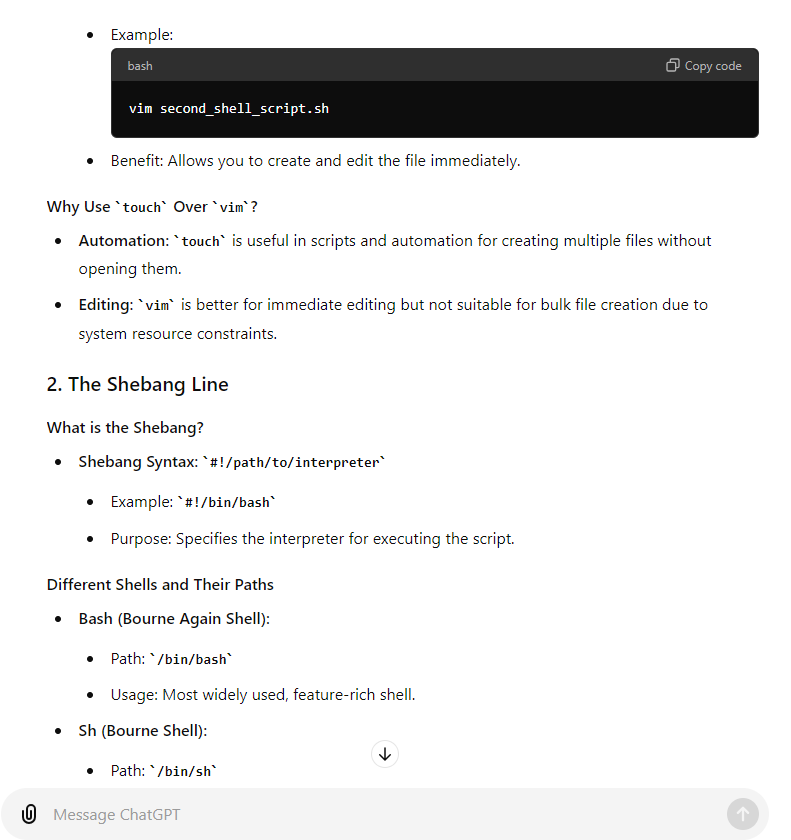 Example:
bash
Copy code
vim second_shell_script.sh
Benefit: Allows you to create and edit the file immediately.
Why Use `touch` Over `vim`?
Automation: `touch` is useful in scripts and automation for creating multiple files without
opening them.
Editing: `vim` is better for immediate editing but not suitable for bulk file creation due to
system resource constraints.
2. The Shebang Line
What is the Shebang?
Shebang Syntax: `#!/path/to/interpreter`
Example: `#!/bin/bash`
Purpose: Specifies the interpreter for executing the script.
Different Shells and Their Paths
Bash (Bourne Again Shell):
Path: `/bin/bash`
Usage: Most widely used, feature-rich shell.
Sh (Bourne Shell):
Path: `/bin/sh`
Message ChatGPT